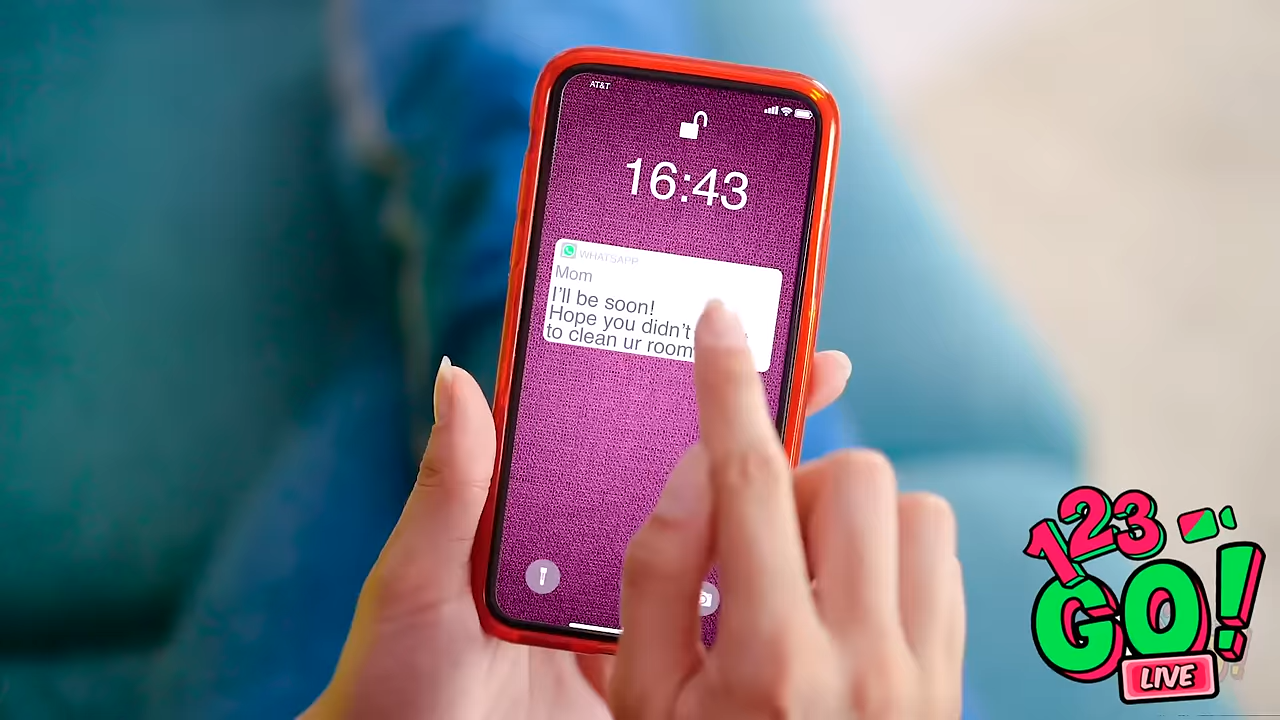 AT&T
16:43
WHATSAPP
Mom
I'll be soon!
Hope you didn't
to clean ur room
123
GO!
LIVE